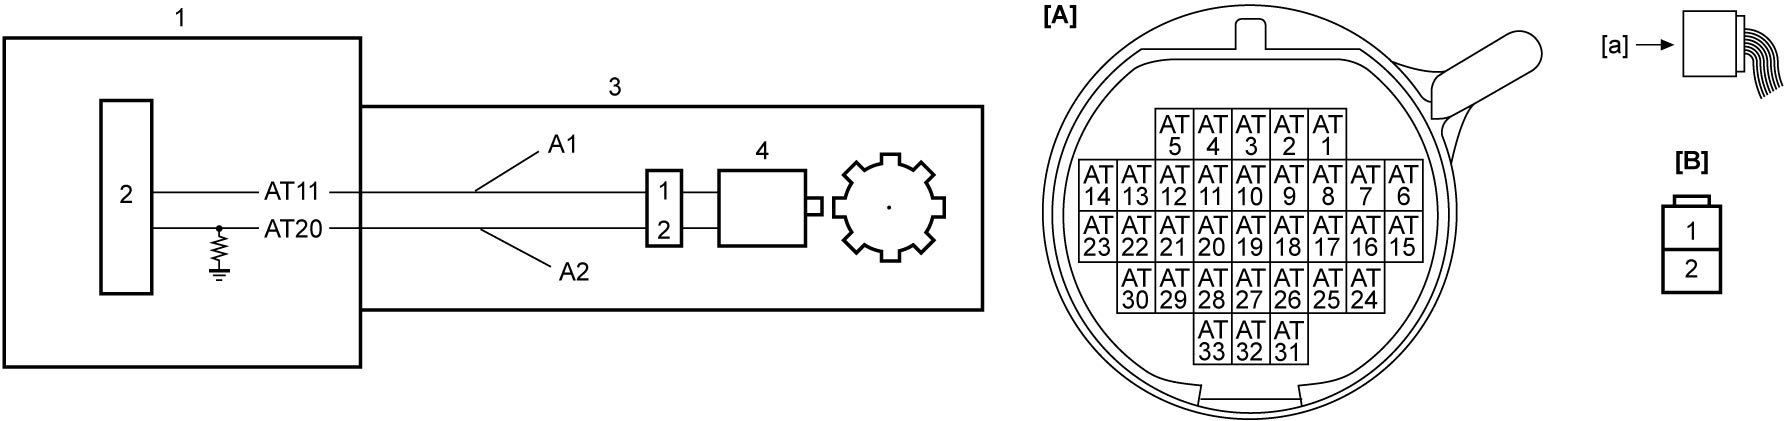 1
3
2
AT11
AT20
A1
A2
1
2
4
[A]
AT 5 AT 4 AT 3 AT 2 AT 1
AT 14 AT 13 AT 12 AT 11 AT 10 AT 9 AT 8 AT 7 AT 6
AT 23 AT 22 AT 21 AT 20 AT 19 AT 18 AT 17 AT 16 AT 15
AT 30 AT 29 AT 28 AT 27 AT 26 AT 25 AT 24
AT 33 AT 32 AT 31
[a]
[B]
1
2